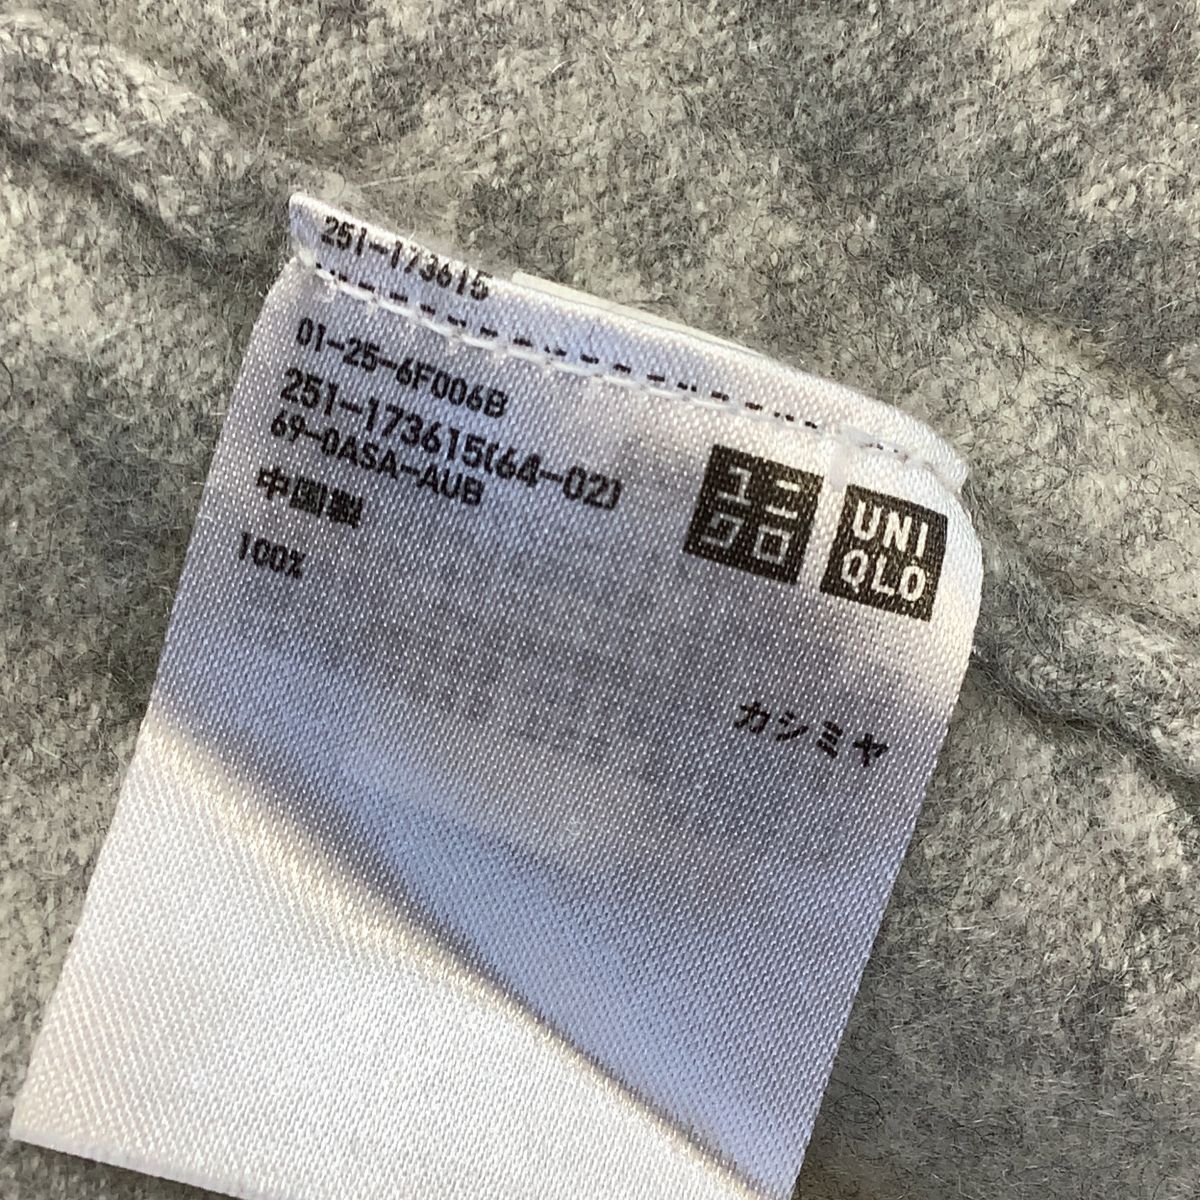 251-173615
01-25-6F006B
251-173615(64-02)
69-0ASA-AUB
中国製
100%
ユニ
クロ
UNI
QLO
カシミヤ